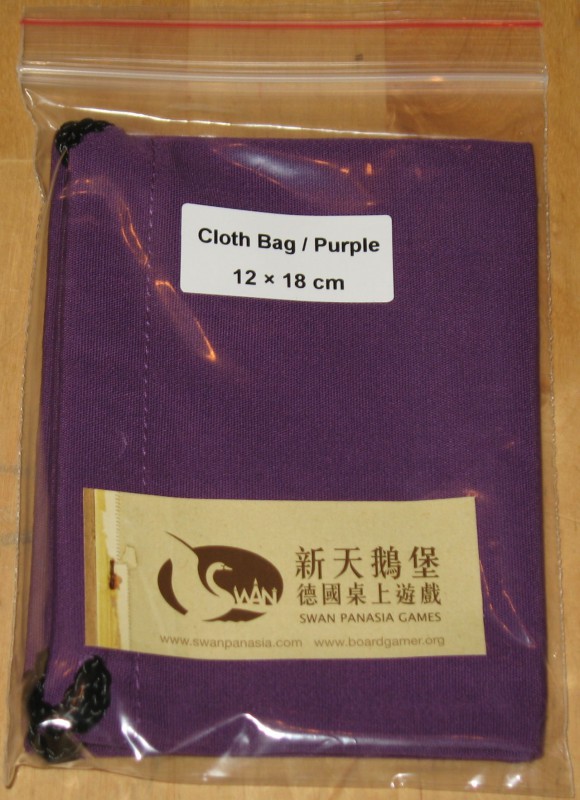 Cloth Bag / Purple
12 × 18 cm
SWAN
新天鵝堡
德國桌上遊戲
SWAN PANASIA GAMES
www.swanpanasia.com www.boardgamer.org